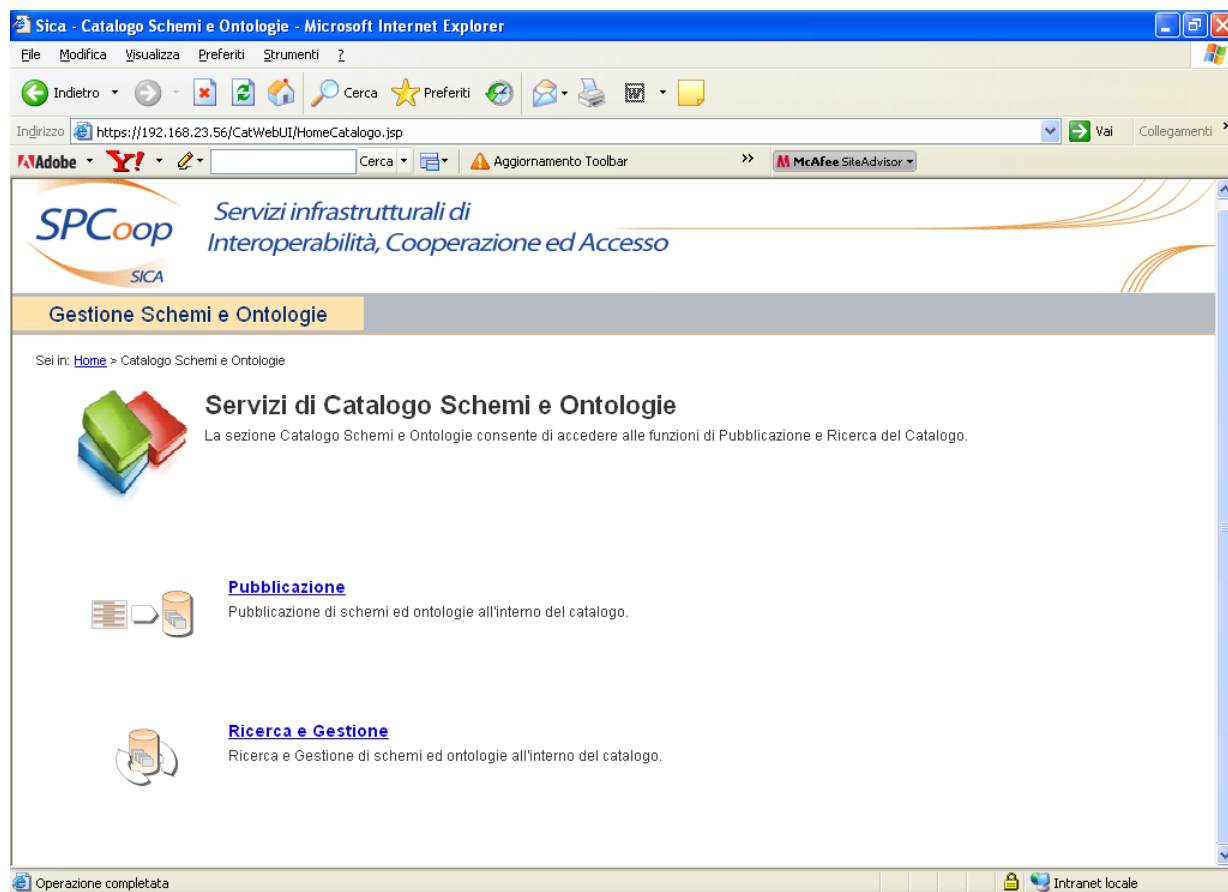 Sica - Catalogo Schemi e Ontologie - Microsoft Internet Explorer
File Modifica Visualizza Preferiti Strumenti ?
Indietro Cerca Preferiti
Indirizzo https://192.168.23.56/CatWebUI/HomeCatalogo.jsp Vai Collegamenti »
Adobe Y! Cerca Aggiornamento Toolbar » McAfee SiteAdvisor
SPCoop
SICA
Servizi infrastrutturali di
Interoperabilità, Cooperazione ed Accesso
Gestione Schemi e Ontologie
Sei in: Home > Catalogo Schemi e Ontologie
Servizi di Catalogo Schemi e Ontologie
La sezione Catalogo Schemi e Ontologie consente di accedere alle funzioni di Pubblicazione e Ricerca del Catalogo.
Pubblicazione
Pubblicazione di schemi ed ontologie all'interno del catalogo.
Ricerca e Gestione
Ricerca e Gestione di schemi ed ontologie all'interno del catalogo.
Operazione completata Intranet locale